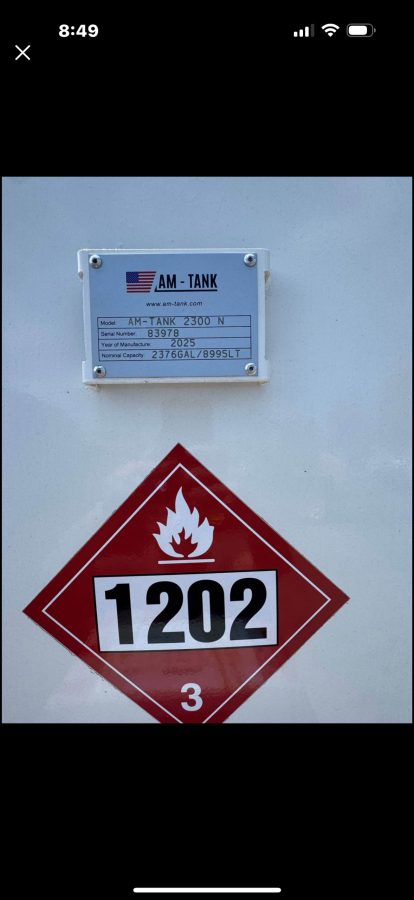 8:49
AM - TANK
www.am-tank.com
Model: AM-TANK 2300 N
Serial Number: 83978
Year of Manufacture: 2025
Nominal Capacity: 2376GAL/8995LT
1202
3